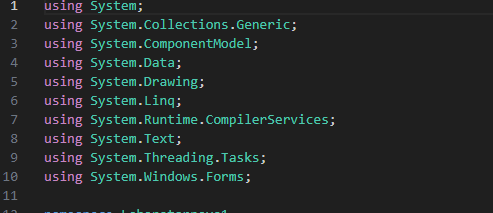 1 using System;
2 using System.Collections.Generic;
3 using System.ComponentModel;
4 using System.Data;
5 using System.Drawing;
6 using System.Linq;
7 using System.Runtime.CompilerServices;
8 using System.Text;
9 using System.Threading.Tasks;
10 using System.Windows.Forms;
11